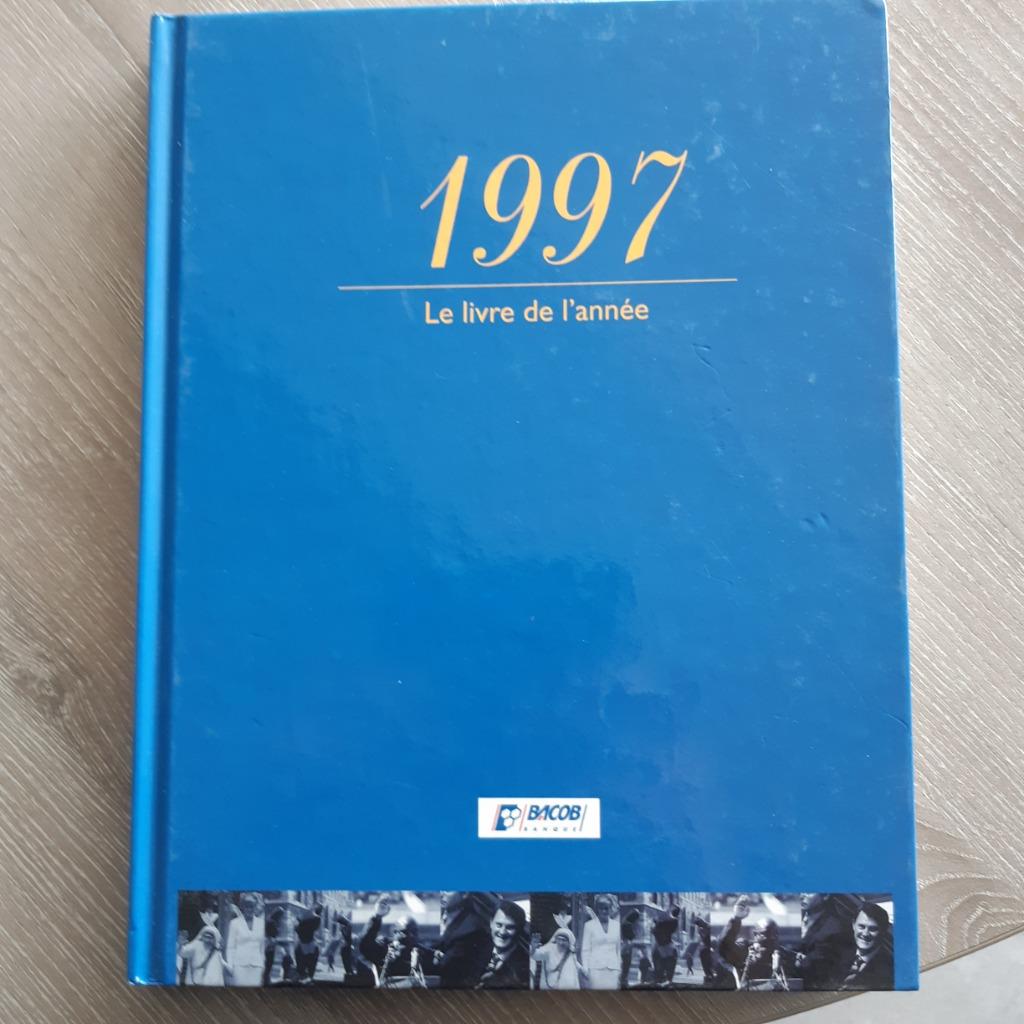 1997
Le livre de l'année
BACOB
BANQUE